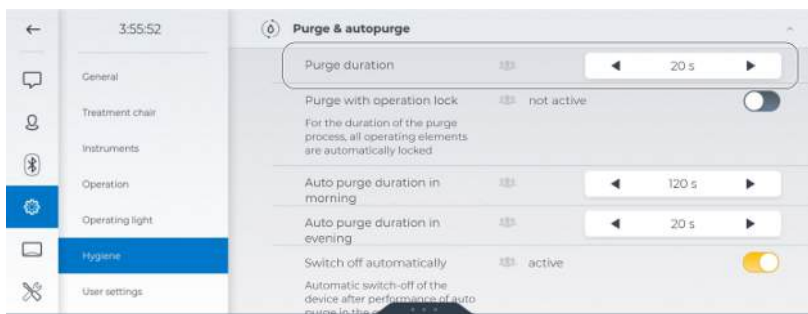 3:55:52
General
Treatment chair
Instruments
Operation
Operating light
Hygiene
User settings
Purge & autopurge
Purge duration
20 s
Purge with operation lock
not active
For the duration of the purge
process, all operating elements
are automatically locked
Auto purge duration in
morning
120 s
Auto purge duration in
evening
20 s
Switch off automatically
active
Automatic switch-off of the
device after performance of auto
purge in the